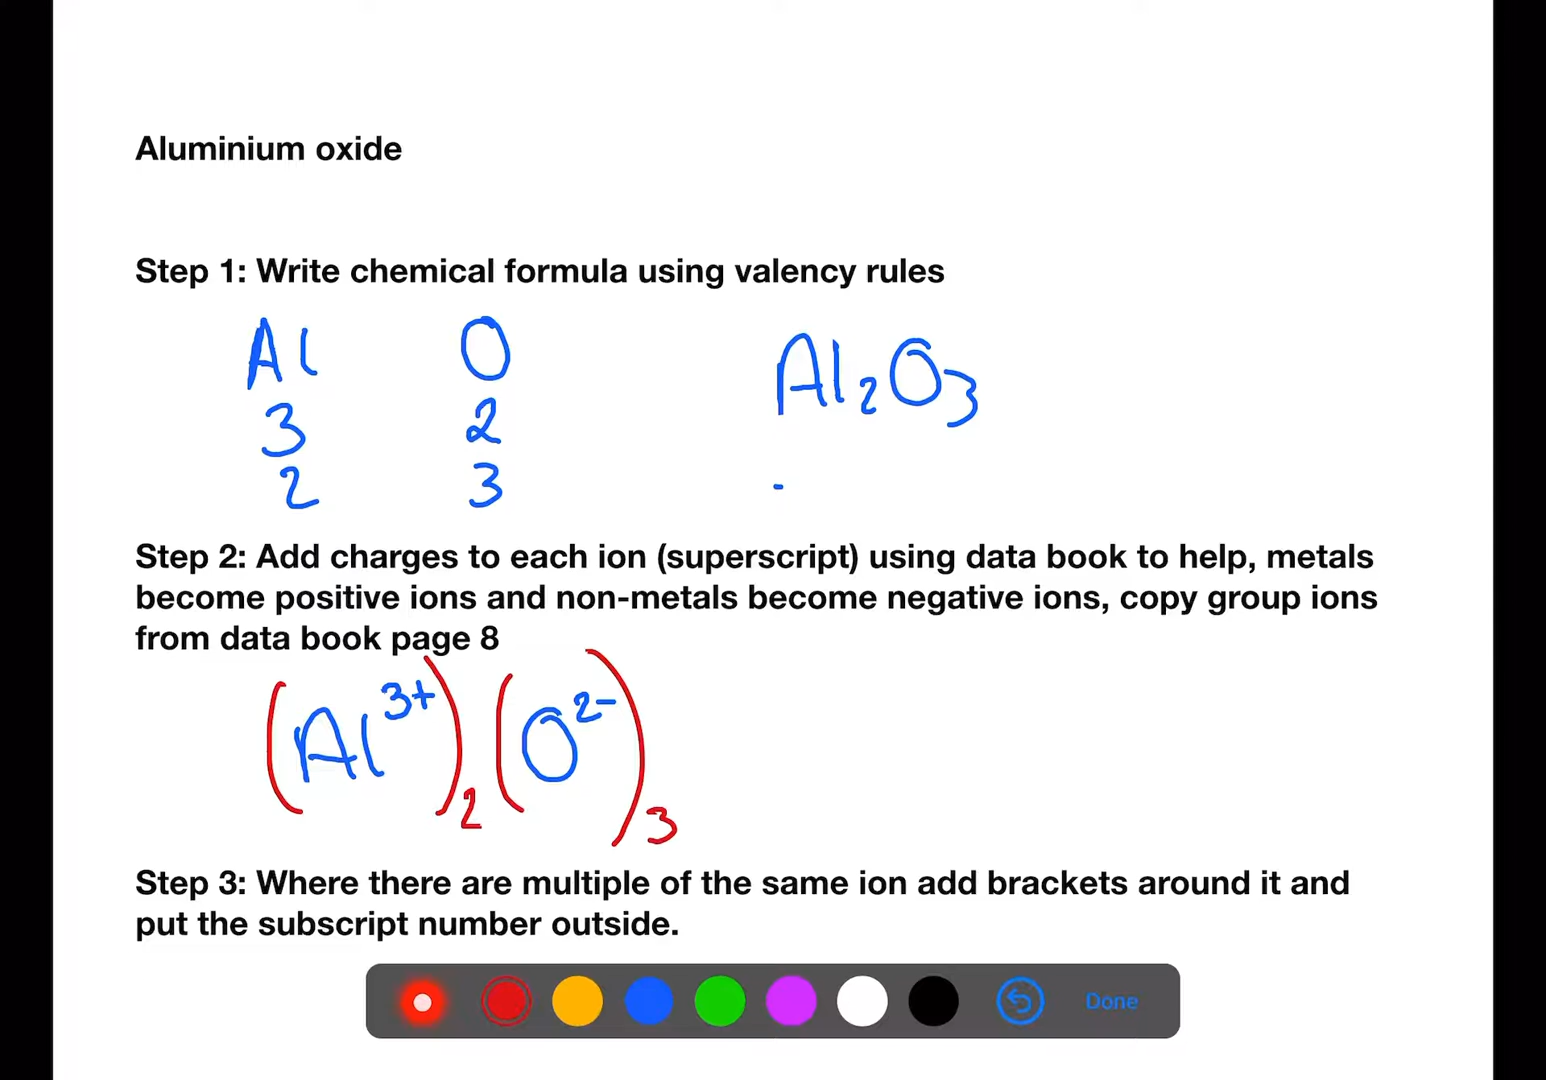 Aluminium oxide
Step 1: Write chemical formula using valency rules
Al O Al₂O₃
3 2
2 3
Step 2: Add charges to each ion (superscript) using data book to help, metals
become positive ions and non-metals become negative ions, copy group ions
from data book page 8
(Al³⁺)₂(O²⁻)₃
Step 3: Where there are multiple of the same ion add brackets around it and
put the subscript number outside.
Done